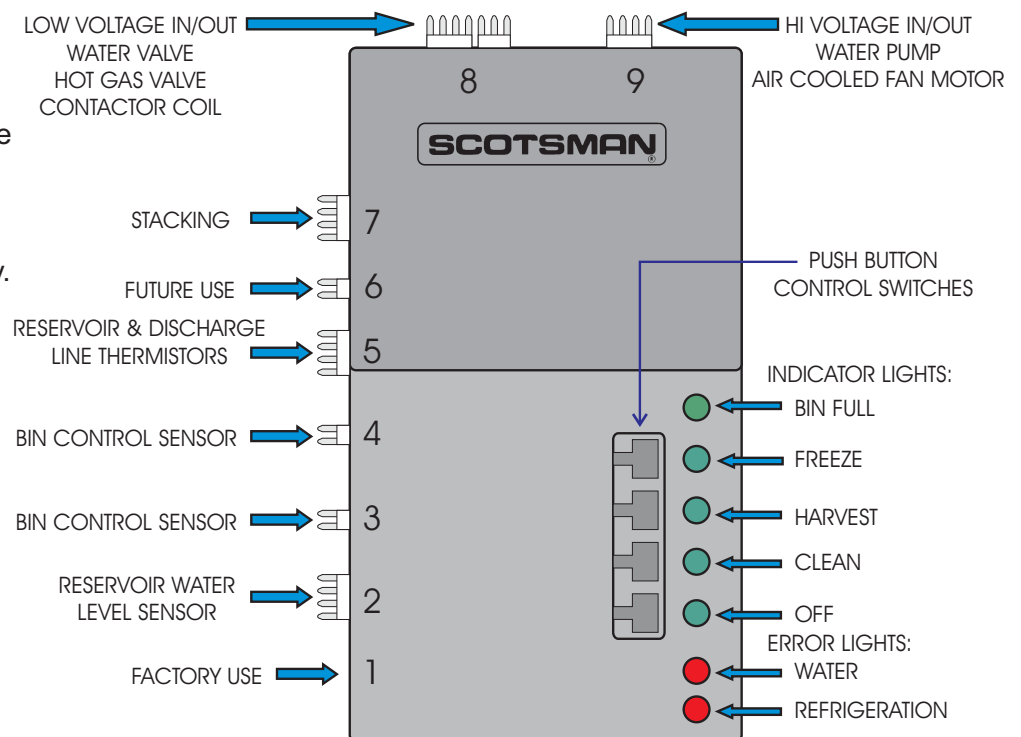 LOW VOLTAGE IN/OUT
WATER VALVE
HOT GAS VALVE
CONTACTOR COIL
HI VOLTAGE IN/OUT
WATER PUMP
AIR COOLED FAN MOTOR
8
9
e
SCOTSMAN®
STACKING
7
y.
FUTURE USE
6
PUSH BUTTON
CONTROL SWITCHES
RESERVOIR & DISCHARGE
LINE THERMISTORS
5
INDICATOR LIGHTS:
BIN FULL
BIN CONTROL SENSOR
4
FREEZE
BIN CONTROL SENSOR
3
HARVEST
CLEAN
RESERVOIR WATER
LEVEL SENSOR
2
OFF
ERROR LIGHTS:
WATER
FACTORY USE
1
REFRIGERATION